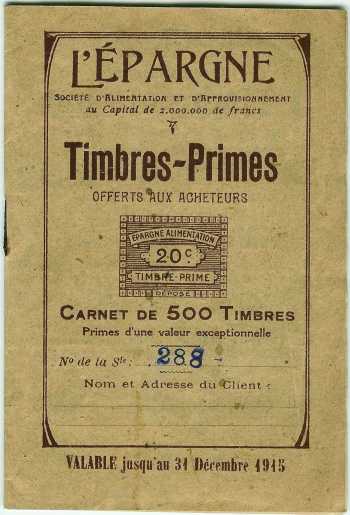 L'ÉPARGNE
SOCIÉTÉ D'ALIMENTATION ET D'APPROVISIONNEMENT
au Capital de 2.000.000 de francs
Timbres-Primes
OFFERTS AUX ACHETEURS
ÉPARGNE ALIMENTATION
20c.
TIMBRE-PRIME
DÉPOSÉ
CARNET DE 500 TIMBRES
Primes d'une valeur exceptionnelle
No de la Sle: 288
Nom et Adresse du Client:
VALABLE jusqu'au 31 Décembre 1915